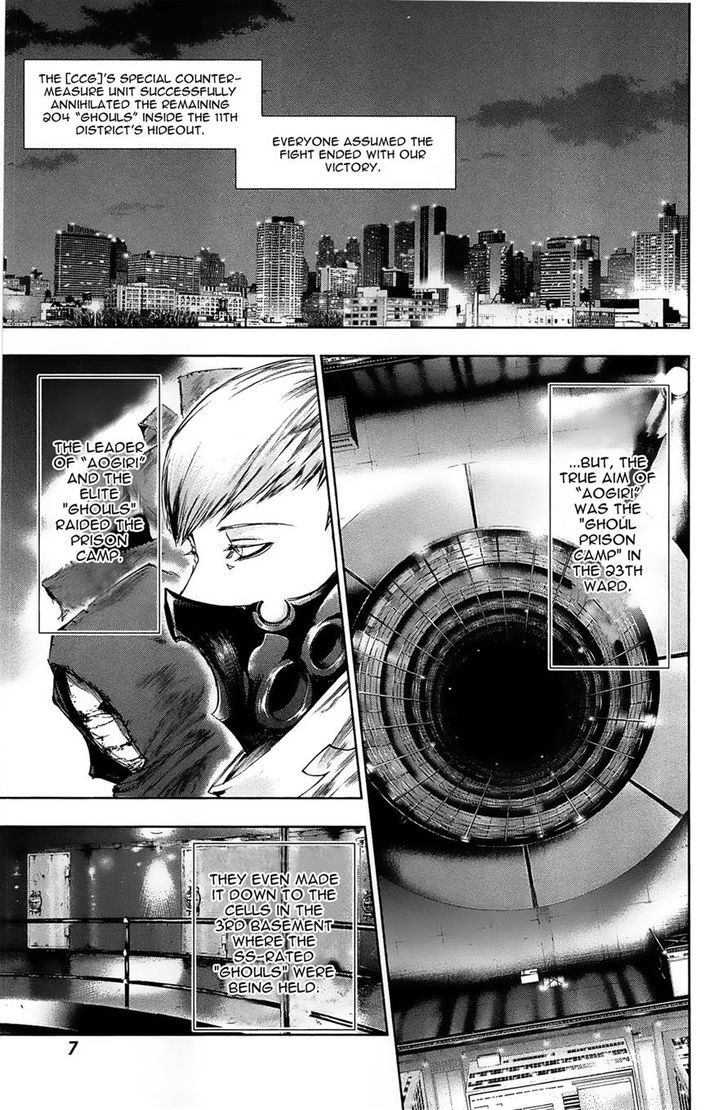 THE [CCG]'S SPECIAL COUNTER-
MEASURE UNIT SUCCESSFULLY
ANNIHILATED THE REMAINING
204 "GHOULS" INSIDE THE 11TH
DISTRICT'S HIDEOUT.
EVERYONE ASSUMED THE
FIGHT ENDED WITH OUR
VICTORY.
...BUT, THE
TRUE AIM OF
"AOGIRI"
WAS THE
"GHOUL
PRISON
CAMP" IN
THE 23TH
WARD.
THE LEADER
OF "AOGIRI"
AND THE
ELITE
"GHOULS"
RAIDED THE
PRISON
CAMP.
THEY EVEN MADE
IT DOWN TO THE
CELLS IN THE
3RD BASEMENT
WHERE THE
SS-RATED
"GHOULS" WERE
BEING HELD.
7